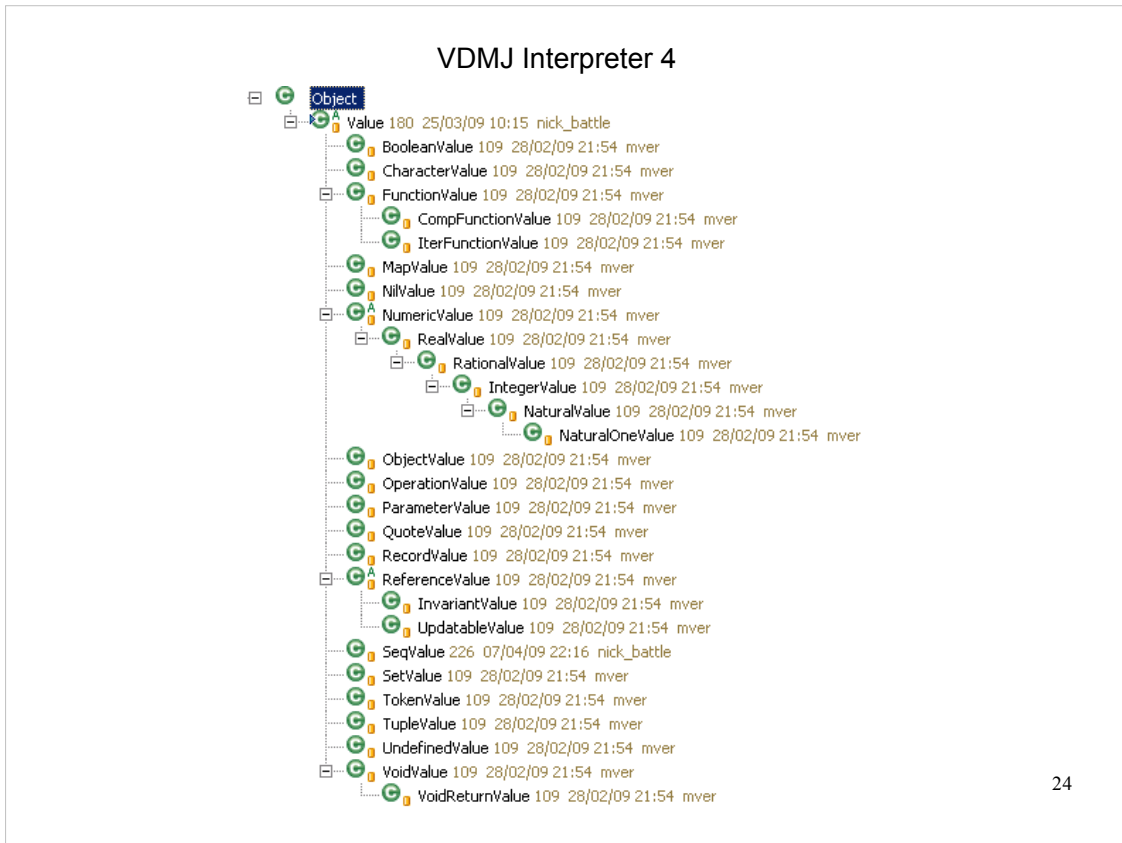 VDMJ Interpreter 4
Object
Value 180 25/03/09 10:15 nick_battle
BooleanValue 109 28/02/09 21:54 mver
CharacterValue 109 28/02/09 21:54 mver
FunctionValue 109 28/02/09 21:54 mver
CompFunctionValue 109 28/02/09 21:54 mver
IterFunctionValue 109 28/02/09 21:54 mver
MapValue 109 28/02/09 21:54 mver
NilValue 109 28/02/09 21:54 mver
NumericValue 109 28/02/09 21:54 mver
RealValue 109 28/02/09 21:54 mver
RationalValue 109 28/02/09 21:54 mver
IntegerValue 109 28/02/09 21:54 mver
NaturalValue 109 28/02/09 21:54 mver
NaturalOneValue 109 28/02/09 21:54 mver
ObjectValue 109 28/02/09 21:54 mver
OperationValue 109 28/02/09 21:54 mver
ParameterValue 109 28/02/09 21:54 mver
QuoteValue 109 28/02/09 21:54 mver
RecordValue 109 28/02/09 21:54 mver
ReferenceValue 109 28/02/09 21:54 mver
InvariantValue 109 28/02/09 21:54 mver
UpdatableValue 109 28/02/09 21:54 mver
SeqValue 226 07/04/09 22:16 nick_battle
SetValue 109 28/02/09 21:54 mver
TokenValue 109 28/02/09 21:54 mver
TupleValue 109 28/02/09 21:54 mver
UndefinedValue 109 28/02/09 21:54 mver
VoidValue 109 28/02/09 21:54 mver
VoidReturnValue 109 28/02/09 21:54 mver
24